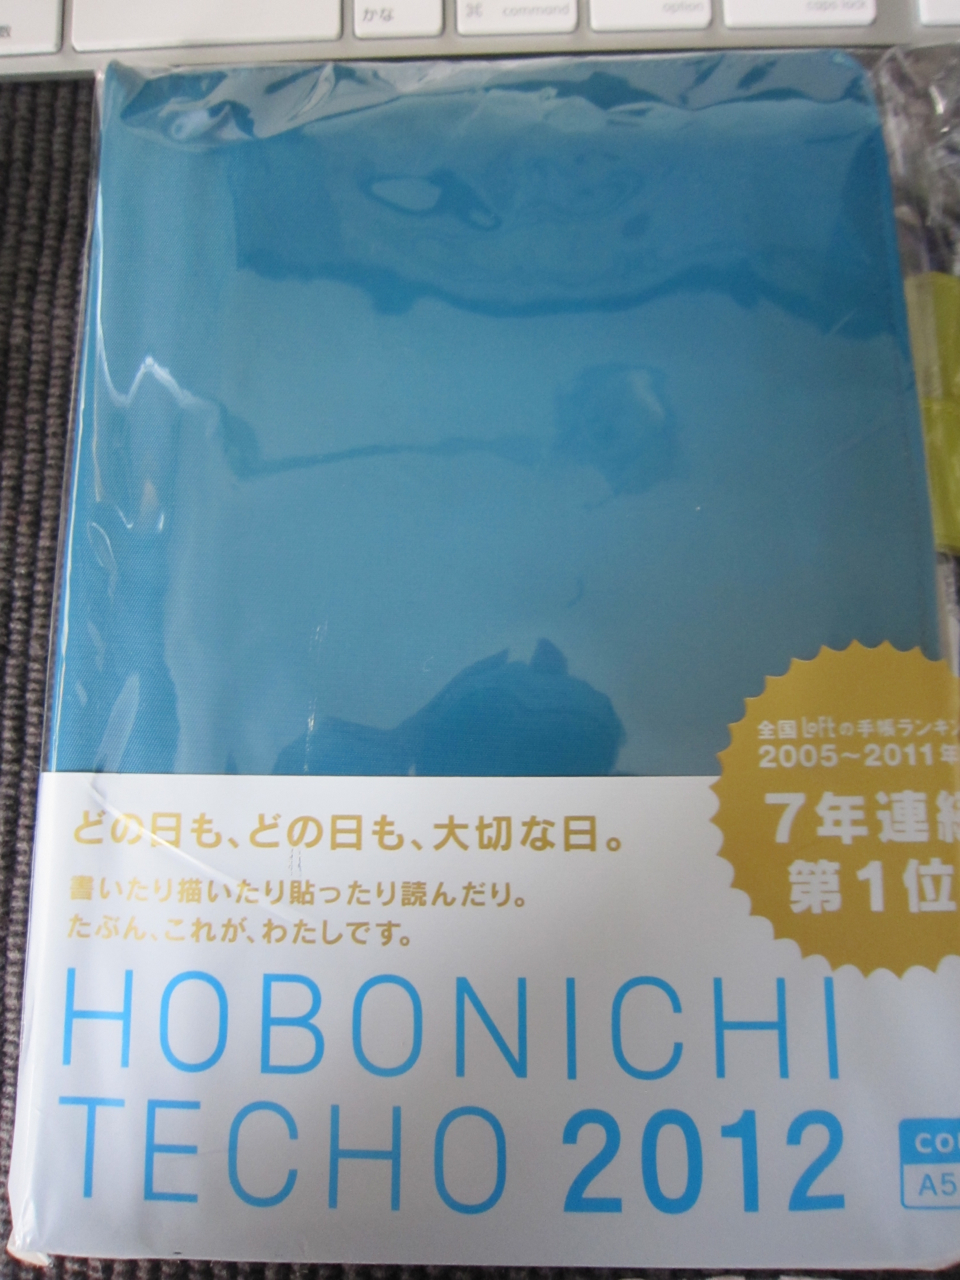 かな
⌘ command
option
caps lock
全国Loftの手帳ランキン
2005～2011年
7年連続
第1位
どの日も、どの日も、大切な日。
書いたり描いたり貼ったり読んだり。
たぶん、これが、わたしです。
HOBONICHI
TECHO 2012
A5